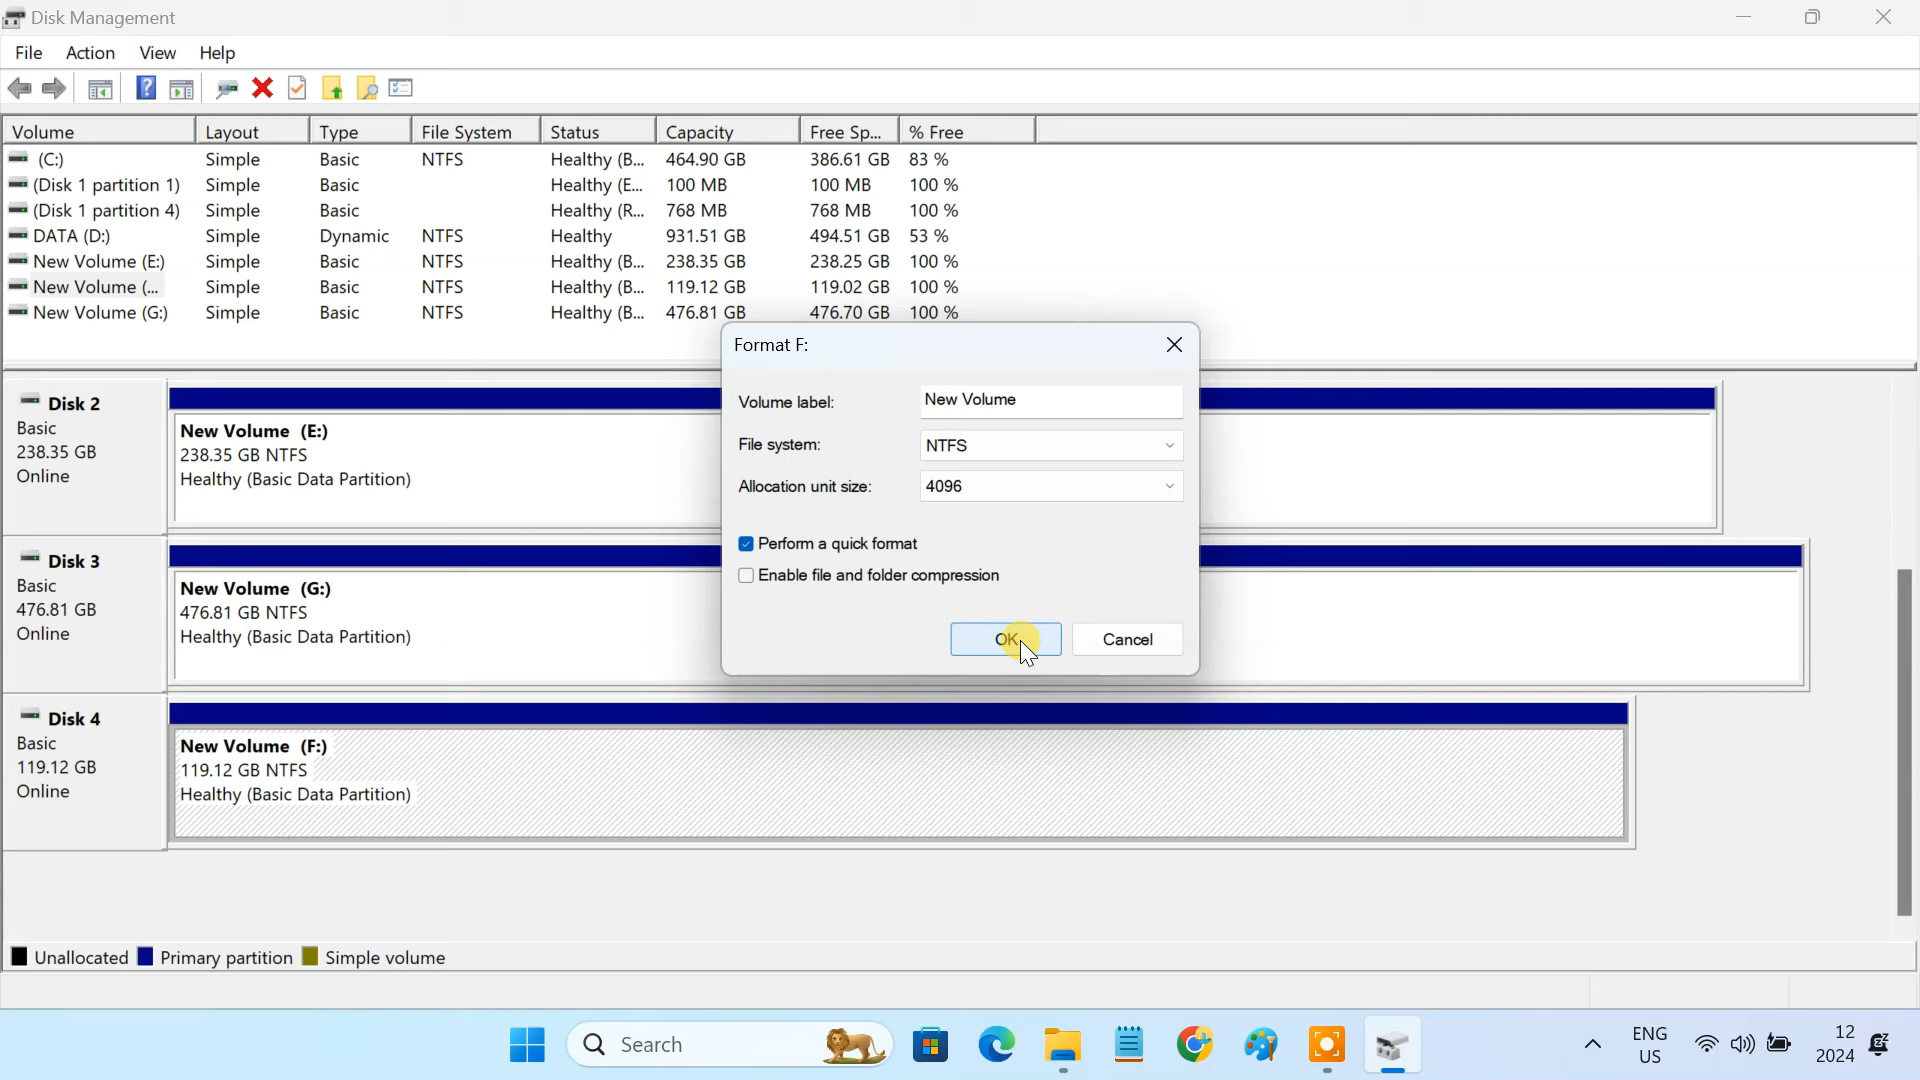 Disk Management
File Action View Help
Volume Layout Type File System Status Capacity Free Sp... % Free
(C:) Simple Basic NTFS Healthy (B... 464.90 GB 386.61 GB 83 %
(Disk 1 partition 1) Simple Basic Healthy (E... 100 MB 100 MB 100 %
(Disk 1 partition 4) Simple Basic Healthy (R... 768 MB 768 MB 100 %
DATA (D:) Simple Dynamic NTFS Healthy 931.51 GB 494.51 GB 53 %
New Volume (E:) Simple Basic NTFS Healthy (B... 238.35 GB 238.25 GB 100 %
New Volume (... Simple Basic NTFS Healthy (B... 119.12 GB 119.02 GB 100 %
New Volume (G:) Simple Basic NTFS Healthy (B... 476.81 GB 476.70 GB 100 %
Format F:
Volume label: New Volume
File system: NTFS
Allocation unit size: 4096
Perform a quick format
Enable file and folder compression
OK Cancel
Disk 2
Basic
238.35 GB
Online
New Volume (E:)
238.35 GB NTFS
Healthy (Basic Data Partition)
Disk 3
Basic
476.81 GB
Online
New Volume (G:)
476.81 GB NTFS
Healthy (Basic Data Partition)
Disk 4
Basic
119.12 GB
Online
New Volume (F:)
119.12 GB NTFS
Healthy (Basic Data Partition)
Unallocated Primary partition Simple volume
Search
ENG
US
12
2024